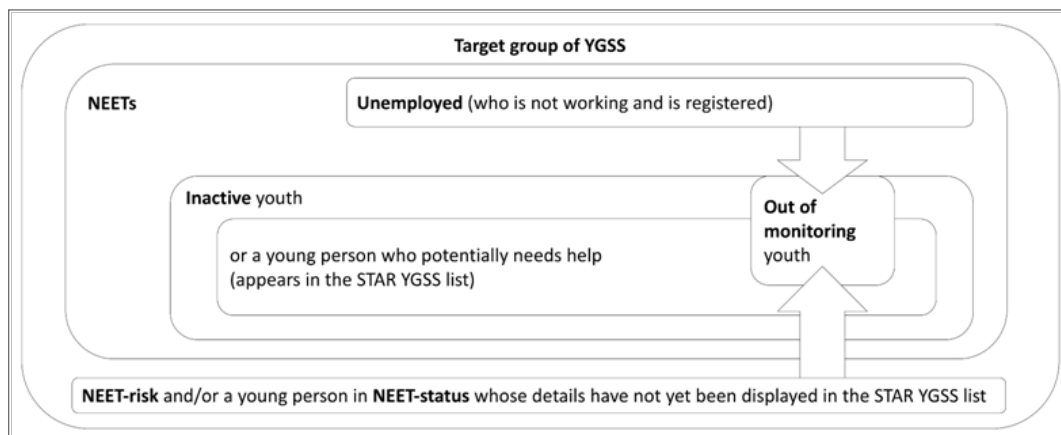 Target group of YGSS
NEETs
Unemployed (who is not working and is registered)
Inactive youth
Out of
monitoring
youth
or a young person who potentially needs help
(appears in the STAR YGSS list)
NEET-risk and/or a young person in NEET-status whose details have not yet been displayed in the STAR YGSS list